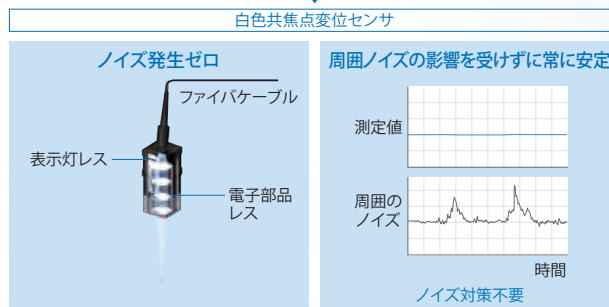 白色共焦点変位センサ
ノイズ発生ゼロ
ファイバケーブル
表示灯レス
電子部品
レス
周囲ノイズの影響を受けずに常に安定
測定値
周囲の
ノイズ
時間
ノイズ対策不要